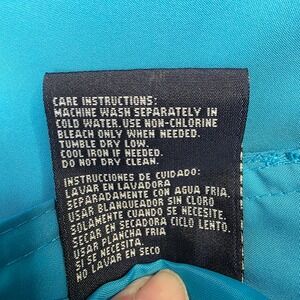 CARE INSTRUCTIONS:
MACHINE WASH SEPARATELY IN
COLD WATER. USE NON-CHLORINE
BLEACH ONLY WHEN NEEDED.
TUMBLE DRY LOW.
COOL IRON IF NEEDED.
DO NOT DRY CLEAN.
INSTRUCCIONES DE CUIDADO:
LAVAR EN LAVADORA
SEPARADAMENTE CON AGUA FRIA.
USAR BLANQUEADOR SIN CLORO
SOLAMENTE CUANDO SE NECESITE.
SECAR EN SECADORA CICLO LENTO.
USAR PLANCHA FRIA
SI SE NECESITA.
NO LAVAR EN SECO